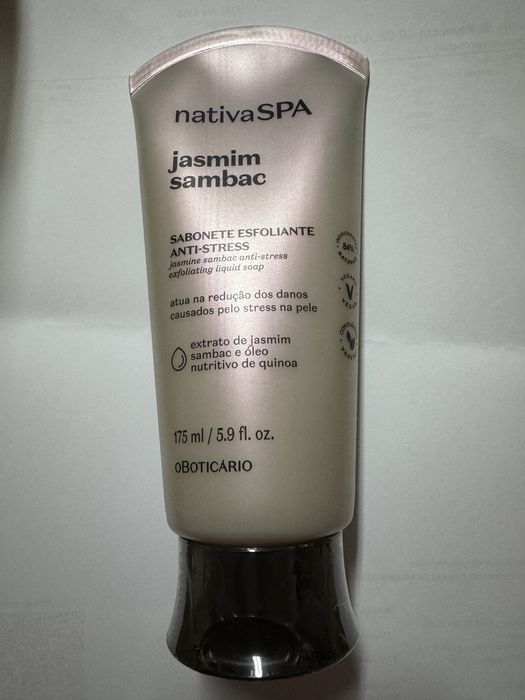 nativaSPA
jasmim
sambac
SABONETE ESFOLIANTE
ANTI-STRESS
jasmine sambac anti-stress
exfoliating liquid soap
atua na redução dos danos
causados pelo stress na pele
extrato de jasmim
sambac e óleo
nutritivo de quinoa
175 ml / 5.9 fl. oz.
oBOTICÁRIO
84%
VEGANO